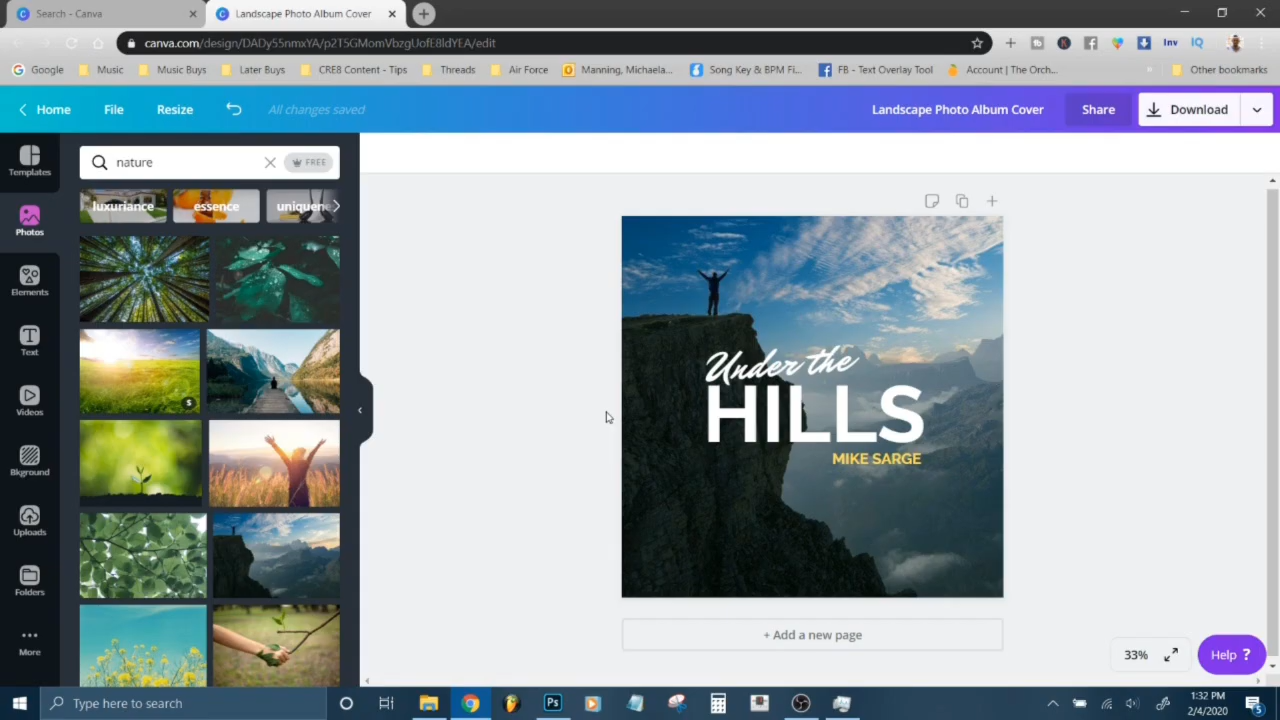 Search - Canva
Landscape Photo Album Cover
canva.com/design/DADy55nmxYA/p2T5GMomVbzgUofE8ldYEA/edit
Inv
IQ
Google
Music
Music Buys
Later Buys
CRE8 Content - Tips
Threads
Air Force
Manning, Michaela...
Song Key & BPM Fi...
FB - Text Overlay Tool
Account | The Orch...
Other bookmarks
Home
File
Resize
All changes saved
Landscape Photo Album Cover
Share
Download
Templates
Photos
Elements
Text
Videos
Bkground
Uploads
Folders
More
nature
FREE
luxuriance
essence
uniquene
$
Under the
HILLS
MIKE SARGE
+ Add a new page
33%
Help ?
Type here to search
Ps
1:32 PM
2/4/2020
5